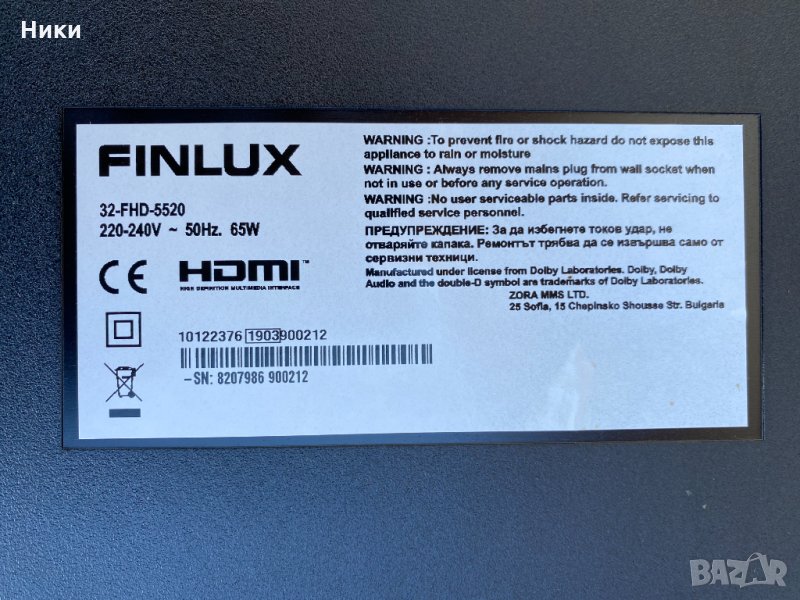 Ники
FINLUX
32-FHD-5520
220-240V ~ 50Hz. 65W
CE HDMI™
HIGH DEFINITION MULTIMEDIA INTERFACE
10122376 1903900212
-SN: 8207986 900212
WARNING :To prevent fire or shock hazard do not expose this
appliance to rain or moisture
WARNING : Always remove mains plug from wall socket when
not in use or before any service operation.
WARNING :No user serviceable parts inside. Refer servicing to
qualified service personnel.
ПРЕДУПРЕЖДЕНИЕ: За да избегнете токов удар, не
отваряйте капака. Ремонтът трябва да се извършва само от
сервизни техници.
Manufactured under license from Dolby Laboratories. Dolby, Dolby
Audio and the double-D symbol are trademarks of Dolby Laboratories.
ZORA MMS LTD.
25 Sofia, 15 Chepinsko Shousse Str. Bulgaria
BAZAR